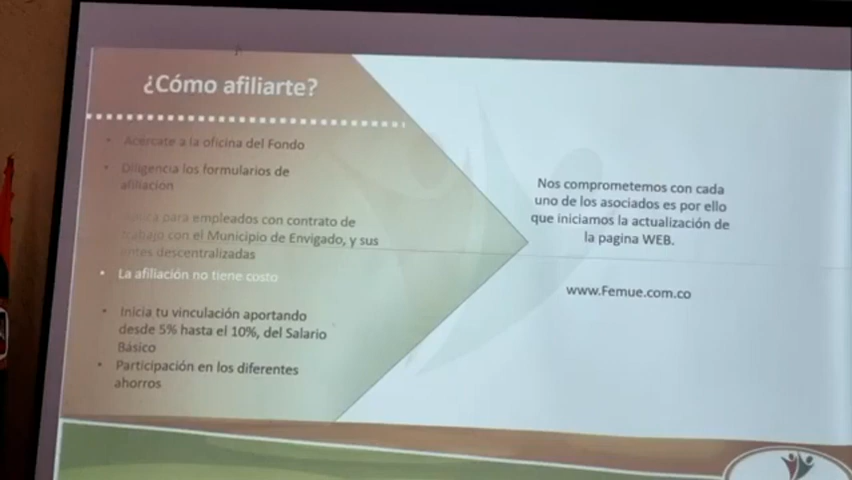 ¿Cómo afiliarte?
• Acércate a la oficina del Fondo
• Diligencia los formularios de
afiliación
para empleados con contrato de
trabajo con el Municipio de Envigado, y sus
entes descentralizadas
• La afiliación no tiene costo
• Inicia tu vinculación aportando
desde 5% hasta el 10%, del Salario
Básico
• Participación en los diferentes
ahorros
Nos comprometemos con cada
uno de los asociados es por ello
que iniciamos la actualización de
la pagina WEB.
www.Femue.com.co